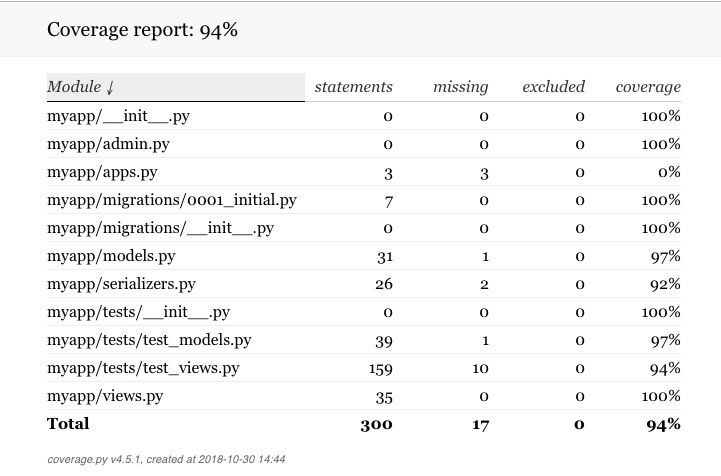 Coverage report: 94%
Module ↓ statements missing excluded coverage
myapp/__init__.py 0 0 0 100%
myapp/admin.py 0 0 0 100%
myapp/apps.py 3 3 0 0%
myapp/migrations/0001_initial.py 7 0 0 100%
myapp/migrations/__init__.py 0 0 0 100%
myapp/models.py 31 1 0 97%
myapp/serializers.py 26 2 0 92%
myapp/tests/__init__.py 0 0 0 100%
myapp/tests/test_models.py 39 1 0 97%
myapp/tests/test_views.py 159 10 0 94%
myapp/views.py 35 0 0 100%
Total 300 17 0 94%
coverage.py v4.5.1, created at 2018-10-30 14:44